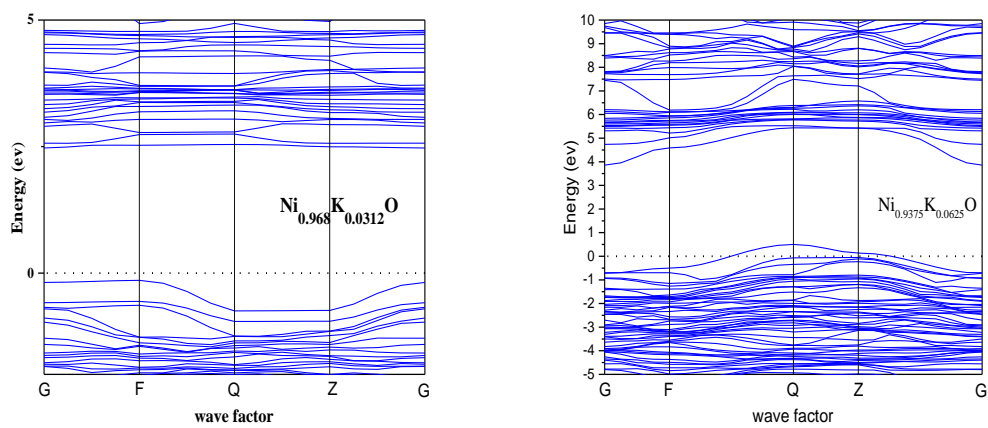 5
0
Energy (ev)
Ni0.968K0.0312O
G F Q Z G
wave factor
10
9
8
7
6
5
4
3
2
1
0
-1
-2
-3
-4
-5
Energy (eV)
Ni0.9375K0.0625O
G F Q Z G
wave factor